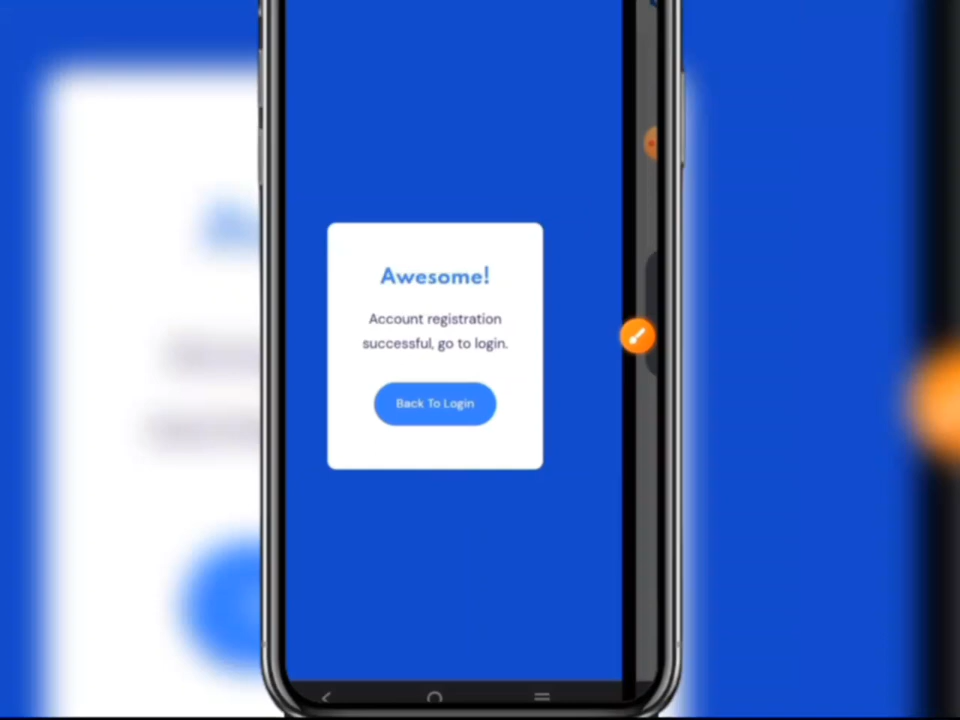 Awesome!
Account registration
successful, go to login.
Back To Login